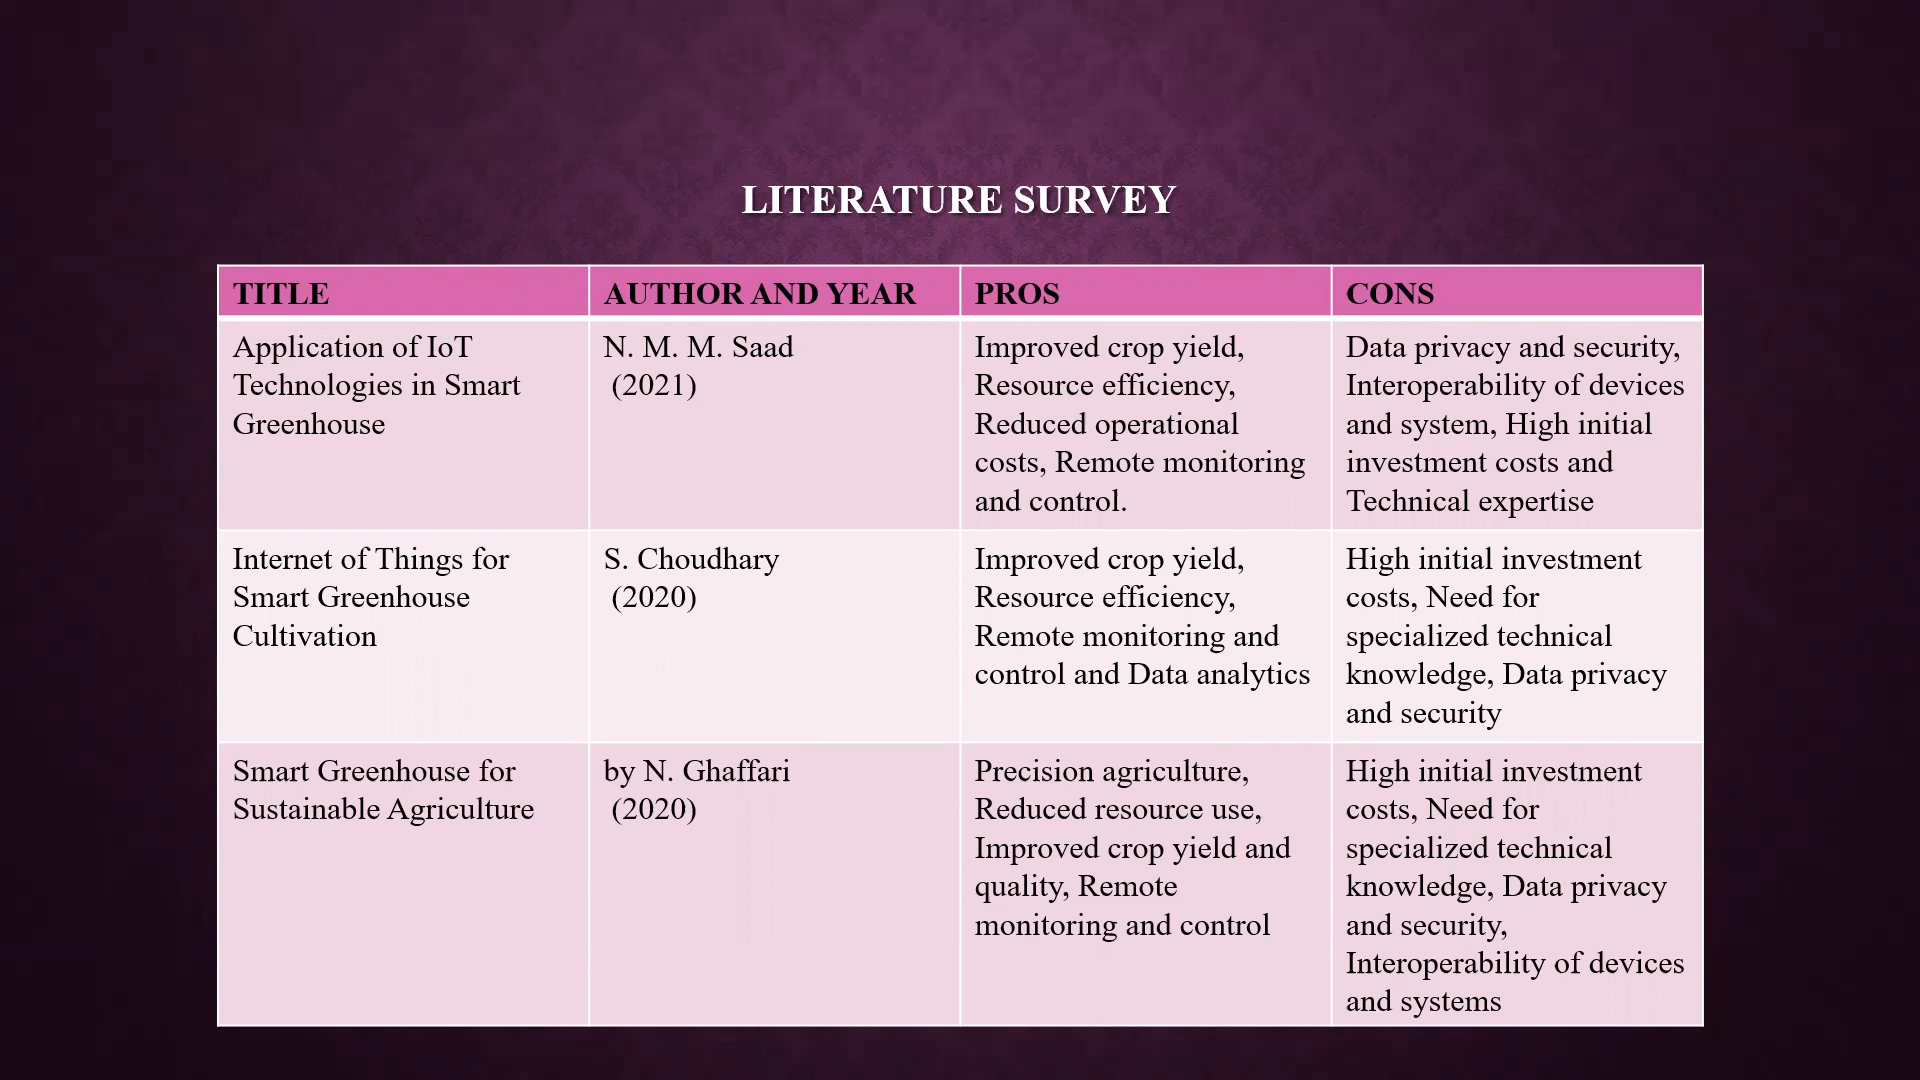 LITERATURE SURVEY
TITLE
AUTHOR AND YEAR
PROS
CONS
Application of IoT
Technologies in Smart
Greenhouse
N. M. M. Saad
(2021)
Improved crop yield,
Resource efficiency,
Reduced operational
costs, Remote monitoring
and control.
Data privacy and security,
Interoperability of devices
and system, High initial
investment costs and
Technical expertise
Internet of Things for
Smart Greenhouse
Cultivation
S. Choudhary
(2020)
Improved crop yield,
Resource efficiency,
Remote monitoring and
control and Data analytics
High initial investment
costs, Need for
specialized technical
knowledge, Data privacy
and security
Smart Greenhouse for
Sustainable Agriculture
by N. Ghaffari
(2020)
Precision agriculture,
Reduced resource use,
Improved crop yield and
quality, Remote
monitoring and control
High initial investment
costs, Need for
specialized technical
knowledge, Data privacy
and security,
Interoperability of devices
and systems